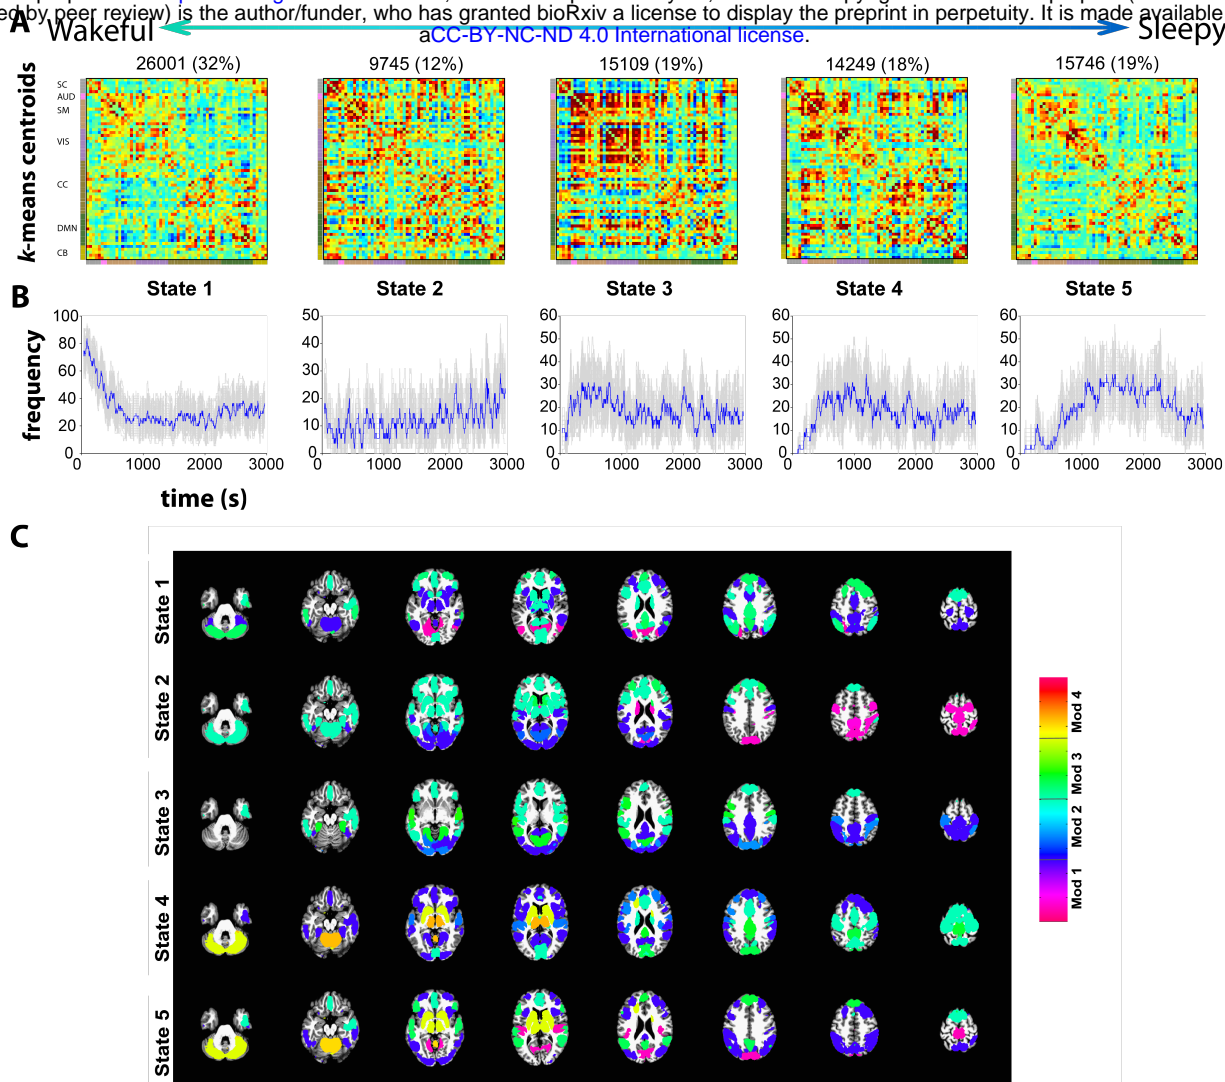 ed by peer review) is the author/funder, who has granted bioRxiv a license to display the preprint in perpetuity. It is made available
aCC-BY-NC-ND 4.0 International license.
A
Wakeful
Sleepy
26001 (32%)
9745 (12%)
15109 (19%)
14249 (18%)
15746 (19%)
k-means centroids
SC
AUD
SM
VIS
CC
DMN
CB
State 1
State 2
State 3
State 4
State 5
B
frequency
100
80
60
40
20
0
0 1000 2000 3000
50
40
30
20
10
0
0 1000 2000 3000
60
50
40
30
20
10
0
0 1000 2000 3000
60
50
40
30
20
10
0
0 1000 2000 3000
60
50
40
30
20
10
0
0 1000 2000 3000
time (s)
C
State 1
State 2
State 3
State 4
State 5
Mod 4
Mod 3
Mod 2
Mod 1